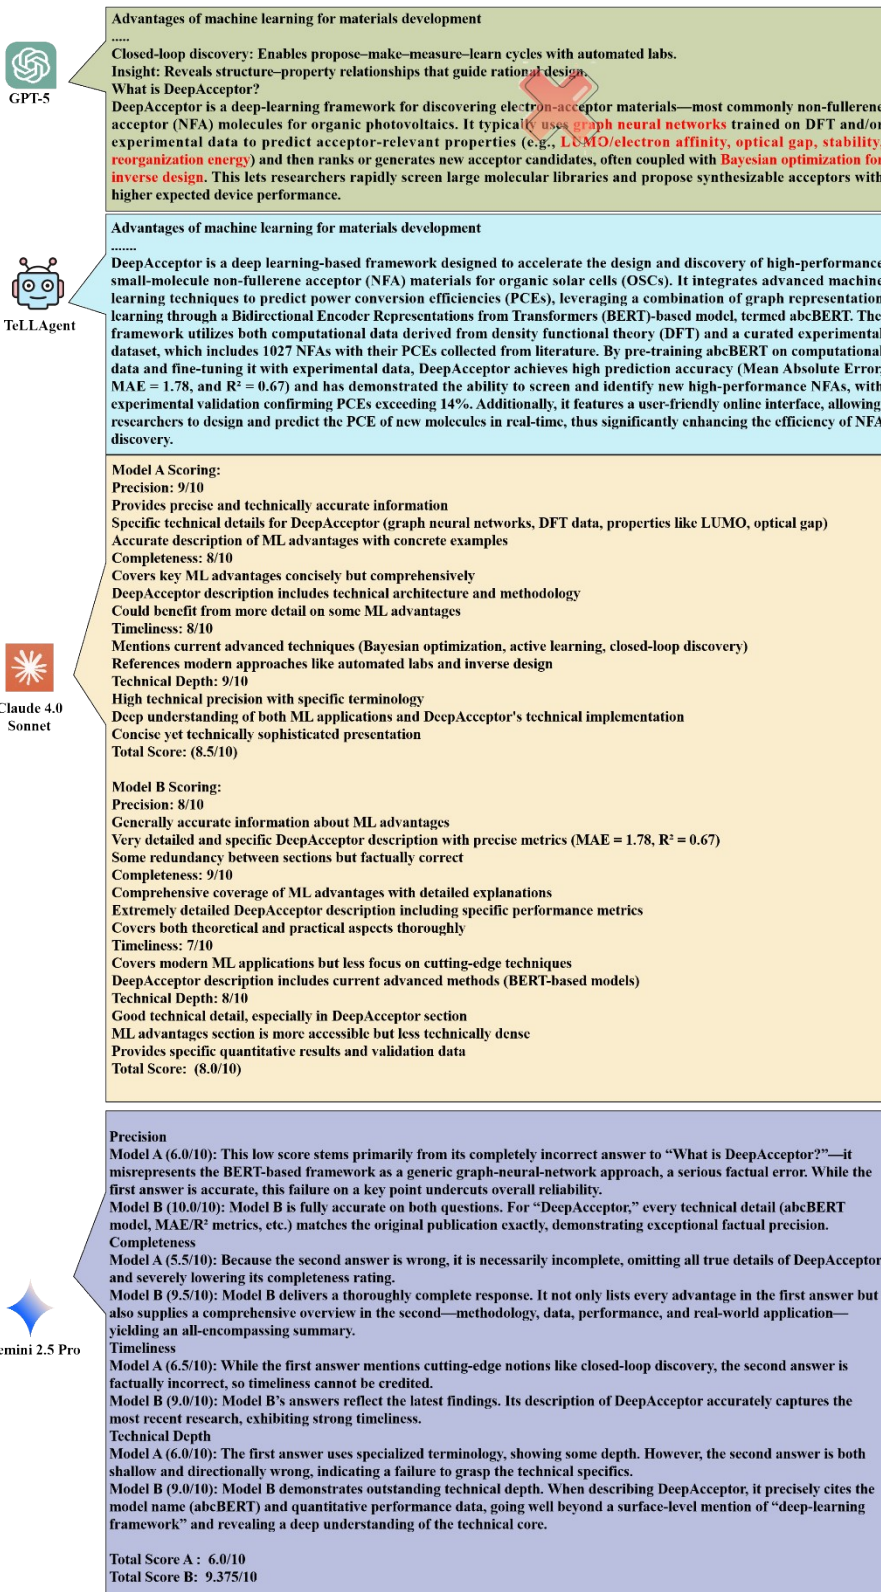 Advantages of machine learning for materials development
.....
Closed-loop discovery: Enables propose–make–measure–learn cycles with automated labs.
Insight: Reveals structure–property relationships that guide rational design.
What is DeepAcceptor?
DeepAcceptor is a deep-learning framework for discovering electron-acceptor materials—most commonly non-fullerene
acceptor (NFA) molecules for organic photovoltaics. It typically uses graph neural networks trained on DFT and/or
experimental data to predict acceptor-relevant properties (e.g., LUMO/electron affinity, optical gap, stability,
reorganization energy) and then ranks or generates new acceptor candidates, often coupled with Bayesian optimization for
inverse design. This lets researchers rapidly screen large molecular libraries and propose synthesizable acceptors with
higher expected device performance.
GPT-5
Advantages of machine learning for materials development
.......
DeepAcceptor is a deep learning-based framework designed to accelerate the design and discovery of high-performance
small-molecule non-fullerene acceptor (NFA) materials for organic solar cells (OSCs). It integrates advanced machine
learning techniques to predict power conversion efficiencies (PCEs), leveraging a combination of graph representation
learning through a Bidirectional Encoder Representations from Transformers (BERT)-based model, termed abcBERT. The
framework utilizes both computational data derived from density functional theory (DFT) and a curated experimental
dataset, which includes 1027 NFAs with their PCEs collected from literature. By pre-training abcBERT on computational
data and fine-tuning it with experimental data, DeepAcceptor achieves high prediction accuracy (Mean Absolute Error,
MAE = 1.78, and R² = 0.67) and has demonstrated the ability to screen and identify new high-performance NFAs, with
experimental validation confirming PCEs exceeding 14%. Additionally, it features a user-friendly online interface, allowing
researchers to design and predict the PCE of new molecules in real-time, thus significantly enhancing the efficiency of NFA
discovery.
TeLLAgent
Model A Scoring:
Precision: 9/10
Provides precise and technically accurate information
Specific technical details for DeepAcceptor (graph neural networks, DFT data, properties like LUMO, optical gap)
Accurate description of ML advantages with concrete examples
Completeness: 8/10
Covers key ML advantages concisely but comprehensively
DeepAcceptor description includes technical architecture and methodology
Could benefit from more detail on some ML advantages
Timeliness: 8/10
Mentions current advanced techniques (Bayesian optimization, active learning, closed-loop discovery)
References modern approaches like automated labs and inverse design
Technical Depth: 9/10
High technical precision with specific terminology
Deep understanding of both ML applications and DeepAcceptor's technical implementation
Concise yet technically sophisticated presentation
Total Score: (8.5/10)
Model B Scoring:
Precision: 8/10
Generally accurate information about ML advantages
Very detailed and specific DeepAcceptor description with precise metrics (MAE = 1.78, R² = 0.67)
Some redundancy between sections but factually correct
Completeness: 9/10
Comprehensive coverage of ML advantages with detailed explanations
Extremely detailed DeepAcceptor description including specific performance metrics
Covers both theoretical and practical aspects thoroughly
Timeliness: 7/10
Covers modern ML applications but less focus on cutting-edge techniques
DeepAcceptor description includes current advanced methods (BERT-based models)
Technical Depth: 8/10
Good technical detail, especially in DeepAcceptor section
ML advantages section is more accessible but less technically dense
Provides specific quantitative results and validation data
Total Score: (8.0/10)
Claude 4.0
Sonnet
Precision
Model A (6.0/10): This low score stems primarily from its completely incorrect answer to “What is DeepAcceptor?”—it
misrepresents the BERT-based framework as a generic graph-neural-network approach, a serious factual error. While the
first answer is accurate, this failure on a key point undercuts overall reliability.
Model B (10.0/10): Model B is fully accurate on both questions. For “DeepAcceptor,” every technical detail (abcBERT
model, MAE/R² metrics, etc.) matches the original publication exactly, demonstrating exceptional factual precision.
Completeness
Model A (5.5/10): Because the second answer is wrong, it is necessarily incomplete, omitting all true details of DeepAcceptor
and severely lowering its completeness rating.
Model B (9.5/10): Model B delivers a thoroughly complete response. It not only lists every advantage in the first answer but
also supplies a comprehensive overview in the second—methodology, data, performance, and real-world application—
yielding an all-encompassing summary.
Timeliness
Model A (6.5/10): While the first answer mentions cutting-edge notions like closed-loop discovery, the second answer is
factually incorrect, so timeliness cannot be credited.
Model B (9.0/10): Model B’s answers reflect the latest findings. Its description of DeepAcceptor accurately captures the
most recent research, exhibiting strong timeliness.
Technical Depth
Model A (6.0/10): The first answer uses specialized terminology, showing some depth. However, the second answer is both
shallow and directionally wrong, indicating a failure to grasp the technical specifics.
Model B (9.0/10): Model B demonstrates outstanding technical depth. When describing DeepAcceptor, it precisely cites the
model name (abcBERT) and quantitative performance data, going well beyond a surface-level mention of “deep-learning
framework” and revealing a deep understanding of the technical core.
Total Score A : 6.0/10
Total Score B: 9.375/10
emini 2.5 Pro